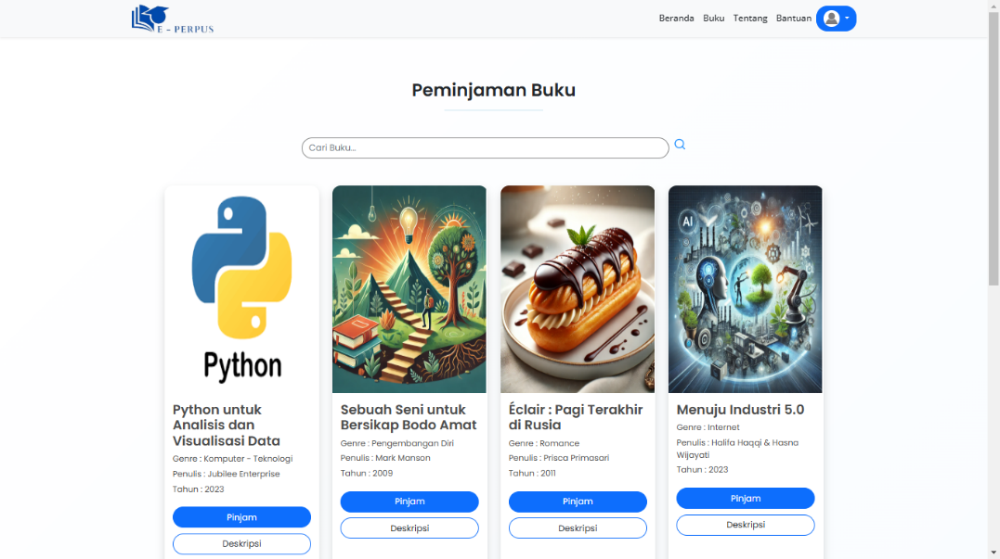 E - PERPUS
Beranda Buku Tentang Bantuan
Peminjaman Buku
Cari Buku...
Python
Python untuk
Analisis dan
Visualisasi Data
Genre : Komputer - Teknologi
Penulis : Jubilee Enterprise
Tahun : 2023
Pinjam
Deskripsi
Sebuah Seni untuk
Bersikap Bodo Amat
Genre : Pengembangan Diri
Penulis : Mark Manson
Tahun : 2009
Pinjam
Deskripsi
Éclair : Pagi Terakhir
di Rusia
Genre : Romance
Penulis : Prisca Primasari
Tahun : 2011
Pinjam
Deskripsi
AI
Menuju Industri 5.0
Genre : Internet
Penulis : Halifa Haqqi & Hasna
Wijayati
Tahun : 2023
Pinjam
Deskripsi